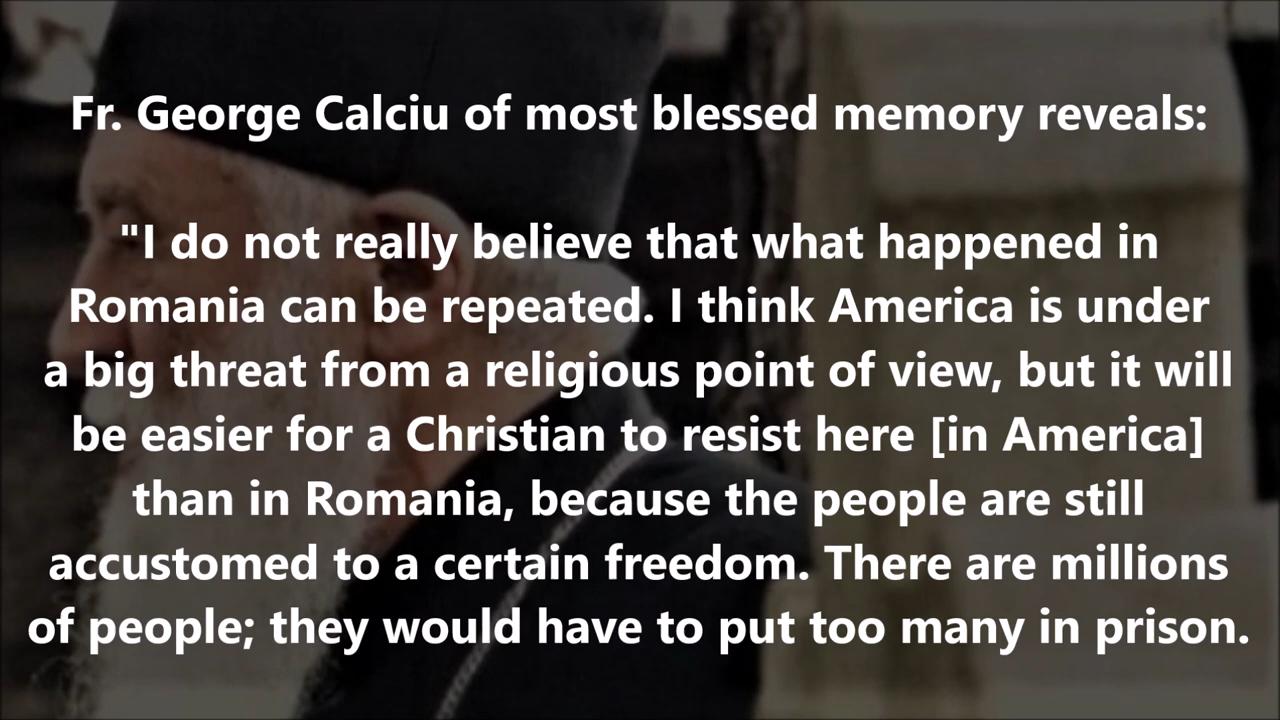 Fr. George Calciu of most blessed memory reveals:
"I do not really believe that what happened in
Romania can be repeated. I think America is under
a big threat from a religious point of view, but it will
be easier for a Christian to resist here [in America]
than in Romania, because the people are still
accustomed to a certain freedom. There are millions
of people; they would have to put too many in prison.